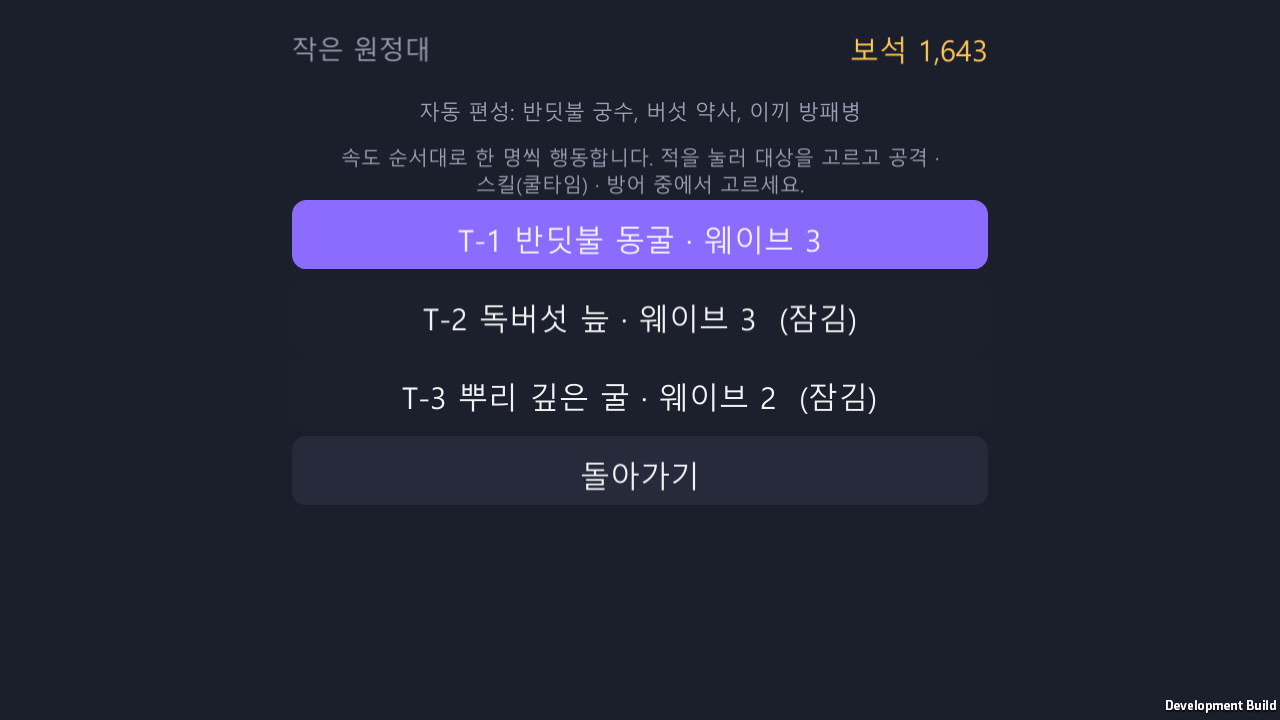 작은 원정대
보석 1,643
자동 편성: 반딧불 궁수, 버섯 약사, 이끼 방패병
속도 순서대로 한 명씩 행동합니다. 적을 눌러 대상을 고르고 공격 ·
스킬(쿨타임) · 방어 중에서 고르세요.
T-1 반딧불 동굴 · 웨이브 3
T-2 독버섯 늪 · 웨이브 3 (잠김)
T-3 뿌리 깊은 굴 · 웨이브 2 (잠김)
돌아가기
Development Build